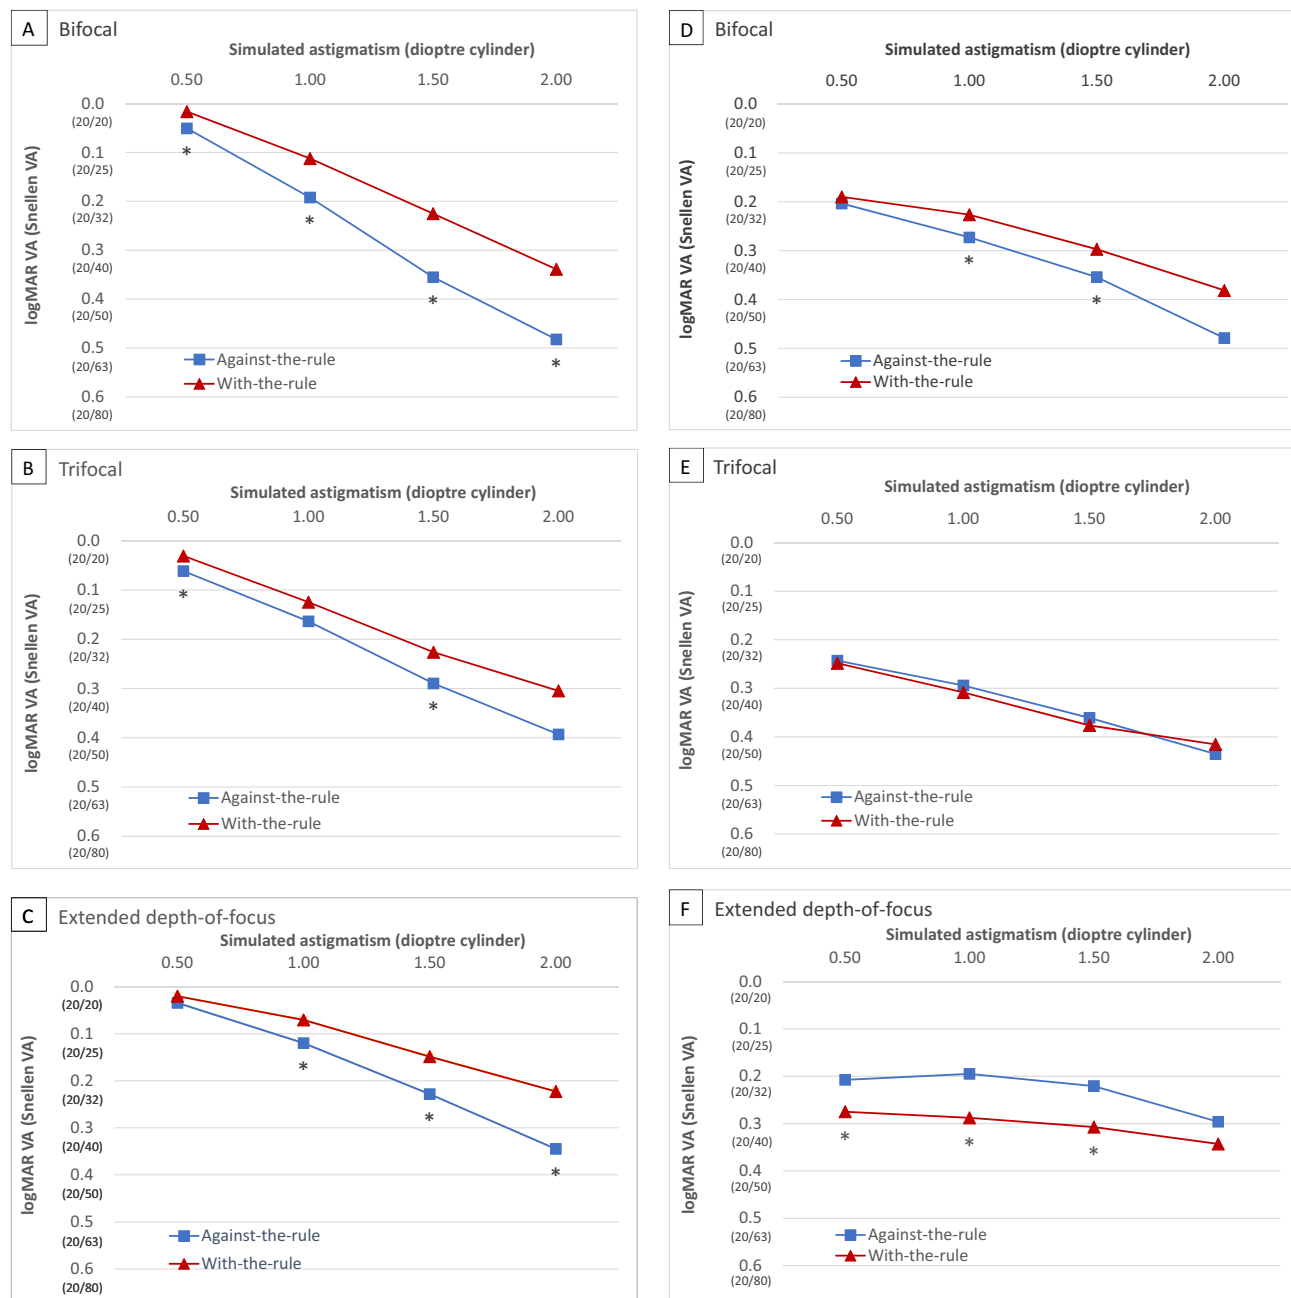 A Bifocal
Simulated astigmatism (dioptre cylinder)
0.50 1.00 1.50 2.00
logMAR VA (Snellen VA)
0.0
(20/20)
0.1
(20/25)
*
0.2
(20/32)
*
0.3
(20/40)
*
0.4
(20/50)
0.5
(20/63)
*
0.6
(20/80)
Against-the-rule
With-the-rule
D Bifocal
Simulated astigmatism (dioptre cylinder)
0.50 1.00 1.50 2.00
logMAR VA (Snellen VA)
0.0
(20/20)
0.1
(20/25)
0.2
(20/32)
0.3
(20/40)
*
0.4
(20/50)
*
0.5
(20/63)
0.6
(20/80)
Against-the-rule
With-the-rule
B Trifocal
Simulated astigmatism (dioptre cylinder)
0.50 1.00 1.50 2.00
logMAR VA (Snellen VA)
0.0
(20/20)
0.1
(20/25)
*
0.2
(20/32)
0.3
(20/40)
*
0.4
(20/50)
0.5
(20/63)
0.6
(20/80)
Against-the-rule
With-the-rule
E Trifocal
Simulated astigmatism (dioptre cylinder)
0.50 1.00 1.50 2.00
logMAR VA (Snellen VA)
0.0
(20/20)
0.1
(20/25)
0.2
(20/32)
0.3
(20/40)
0.4
(20/50)
0.5
(20/63)
0.6
(20/80)
Against-the-rule
With-the-rule
C Extended depth-of-focus
Simulated astigmatism (dioptre cylinder)
0.50 1.00 1.50 2.00
logMAR VA (Snellen VA)
0.0
(20/20)
0.1
(20/25)
*
0.2
(20/32)
*
0.3
(20/40)
0.4
(20/50)
*
0.5
(20/63)
0.6
(20/80)
Against-the-rule
With-the-rule
F Extended depth-of-focus
Simulated astigmatism (dioptre cylinder)
0.50 1.00 1.50 2.00
logMAR VA (Snellen VA)
0.0
(20/20)
0.1
(20/25)
0.2
(20/32)
0.3
(20/40)
* * *
0.4
(20/50)
0.5
(20/63)
0.6
(20/80)
Against-the-rule
With-the-rule